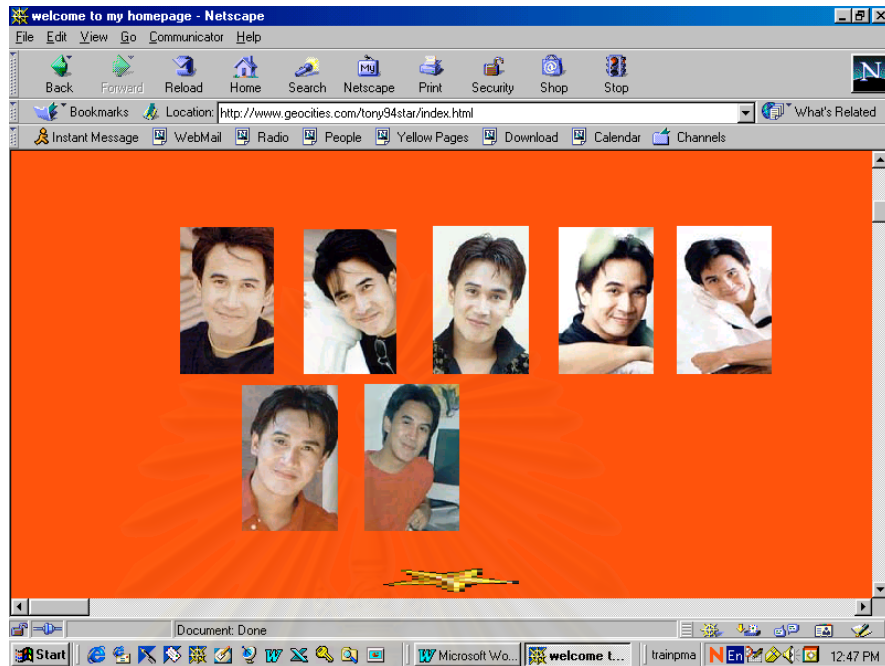 welcome to my homepage - Netscape
File Edit View Go Communicator Help
My N
Back Forward Reload Home Search Netscape Print Security Shop Stop
Bookmarks Location: http://www.geocities.com/tony94star/index.html What's Related
Instant Message WebMail Radio People Yellow Pages Download Calendar Channels
Document: Done
Start Microsoft Wo... welcome t... trainpma N En 12:47 PM